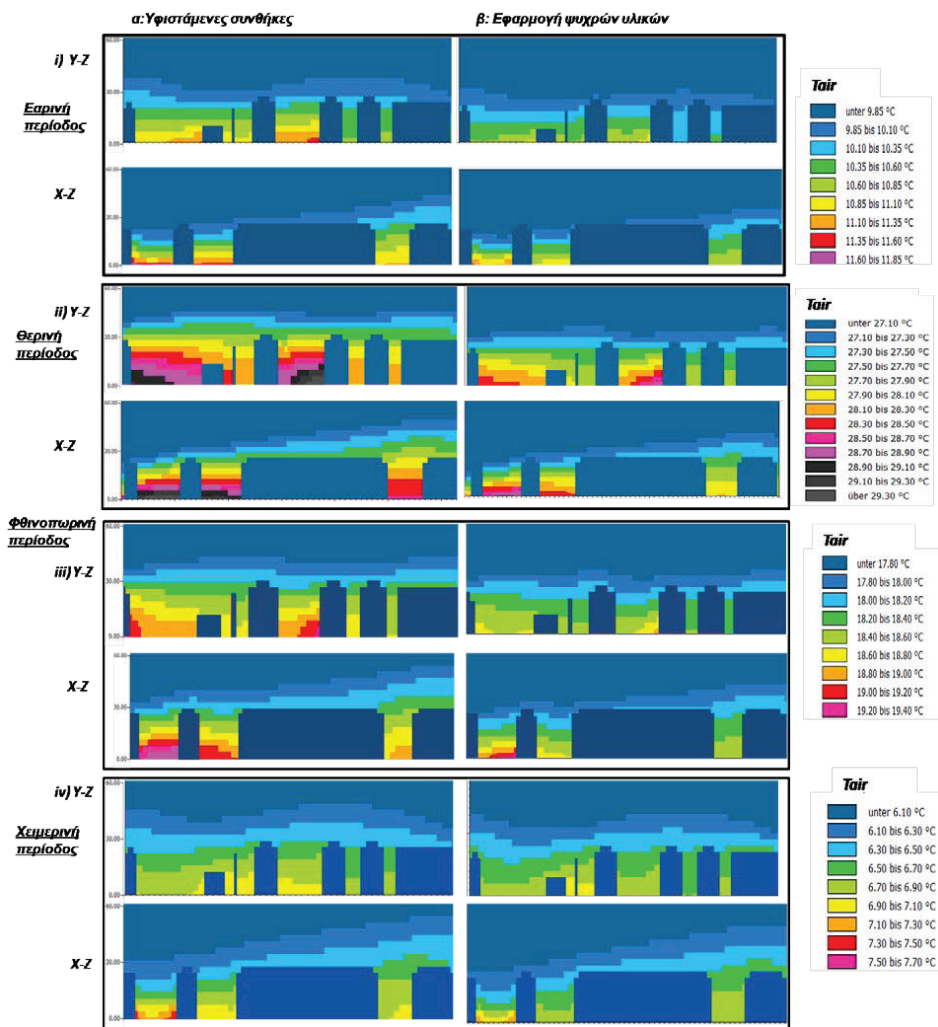 α:Υφιστάμενες συνθήκες
β: Εφαρμογή ψυχρών υλικών
i) Y-Z
Εαρινή
περίοδος
X-Z
Tair
unter 9.85 °C
9.85 bis 10.10 °C
10.10 bis 10.35 °C
10.35 bis 10.60 °C
10.60 bis 10.85 °C
10.85 bis 11.10 °C
11.10 bis 11.35 °C
11.35 bis 11.60 °C
11.60 bis 11.85 °C
ii) Y-Z
Θερινή
περίοδος
X-Z
Tair
unter 27.10 °C
27.10 bis 27.30 °C
27.30 bis 27.50 °C
27.50 bis 27.70 °C
27.70 bis 27.90 °C
27.90 bis 28.10 °C
28.10 bis 28.30 °C
28.30 bis 28.50 °C
28.50 bis 28.70 °C
28.70 bis 28.90 °C
28.90 bis 29.10 °C
29.10 bis 29.30 °C
über 29.30 °C
Φθινοπωρινή
περίοδος
iii) Y-Z
X-Z
Tair
unter 17.80 °C
17.80 bis 18.00 °C
18.00 bis 18.20 °C
18.20 bis 18.40 °C
18.40 bis 18.60 °C
18.60 bis 18.80 °C
18.80 bis 19.00 °C
19.00 bis 19.20 °C
19.20 bis 19.40 °C
iv) Y-Z
Χειμερινή
περίοδος
X-Z
Tair
unter 6.10 °C
6.10 bis 6.30 °C
6.30 bis 6.50 °C
6.50 bis 6.70 °C
6.70 bis 6.90 °C
6.90 bis 7.10 °C
7.10 bis 7.30 °C
7.30 bis 7.50 °C
7.50 bis 7.70 °C